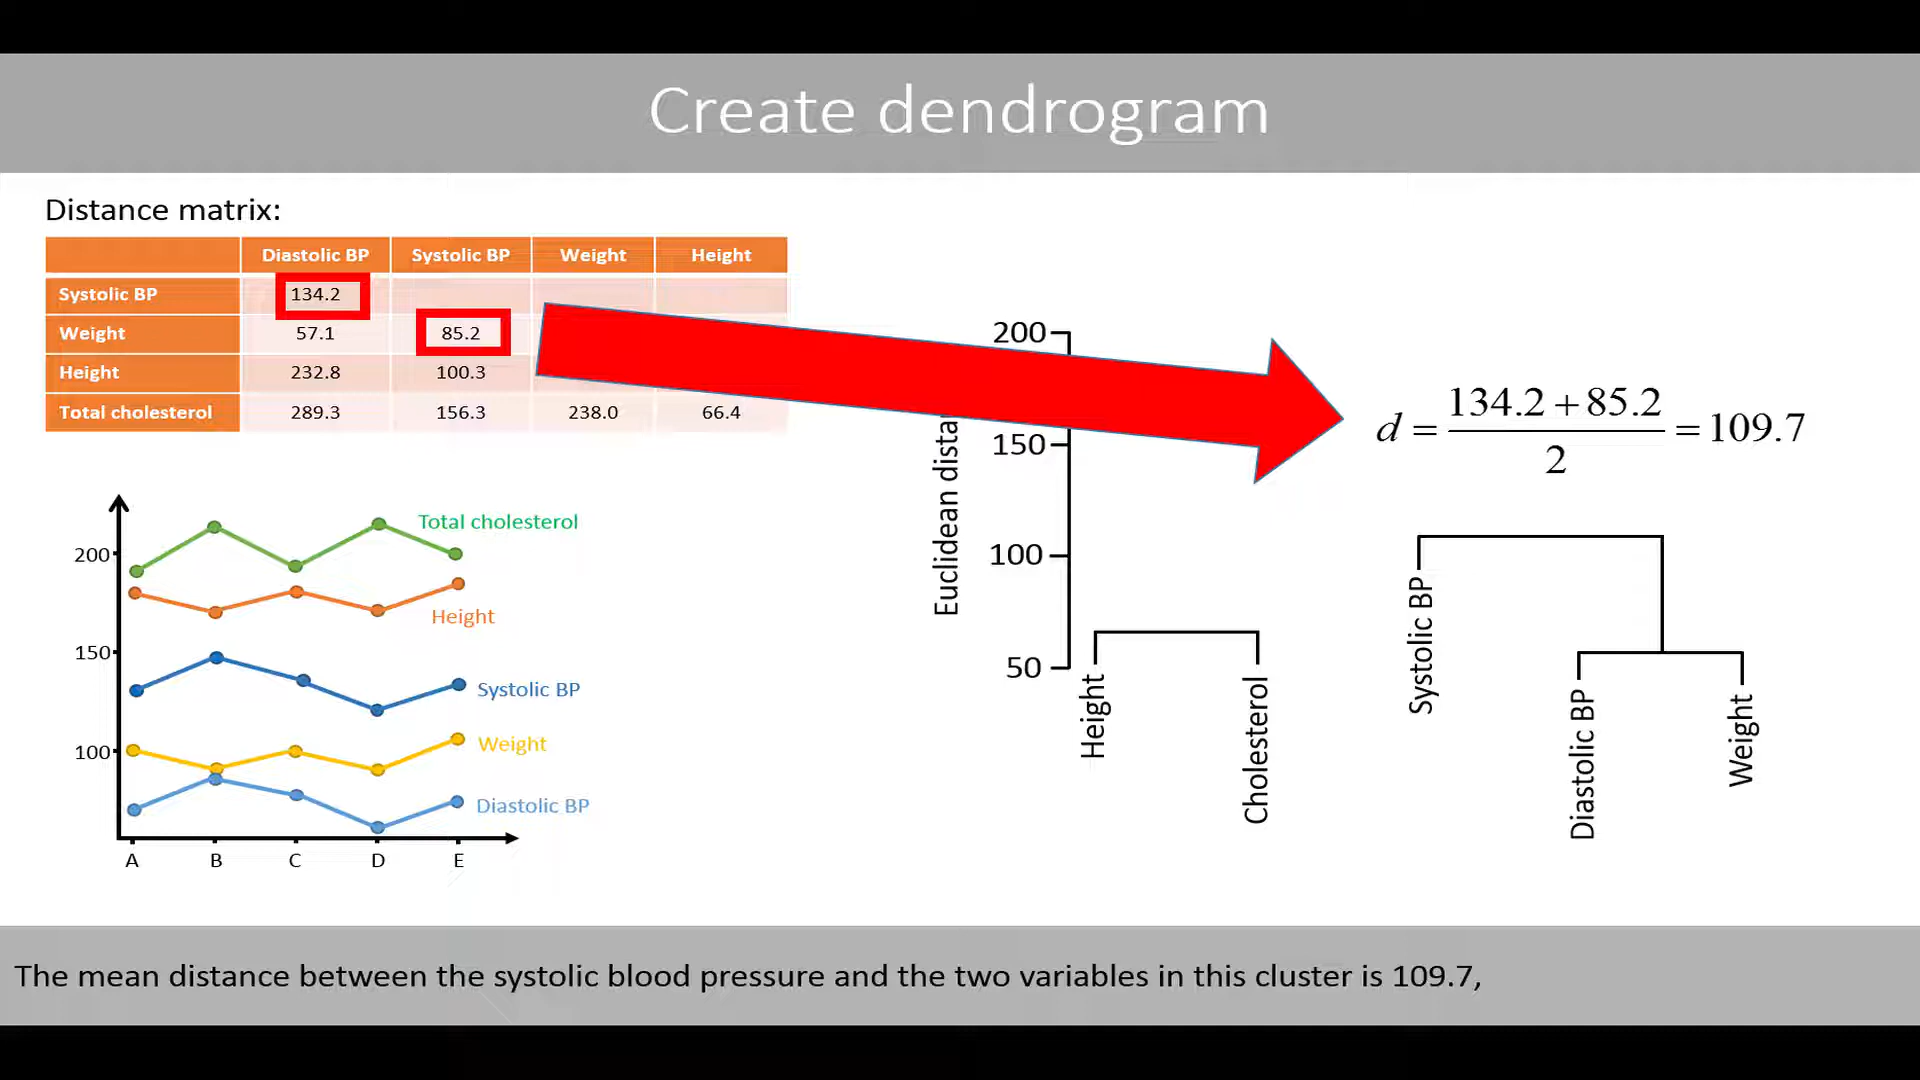 Create dendrogram
Distance matrix:
Diastolic BP Systolic BP Weight Height
Systolic BP 134.2
Weight 57.1 85.2
Height 232.8 100.3
Total cholesterol 289.3 156.3 238.0 66.4
200
150
100
Total cholesterol
Height
Systolic BP
Weight
Diastolic BP
A B C D E
Euclidean
200
150
100
50
Height
Cholesterol
d = (134.2 + 85.2) / 2 = 109.7
Systolic BP
Diastolic BP
Weight
The mean distance between the systolic blood pressure and the two variables in this cluster is 109.7,